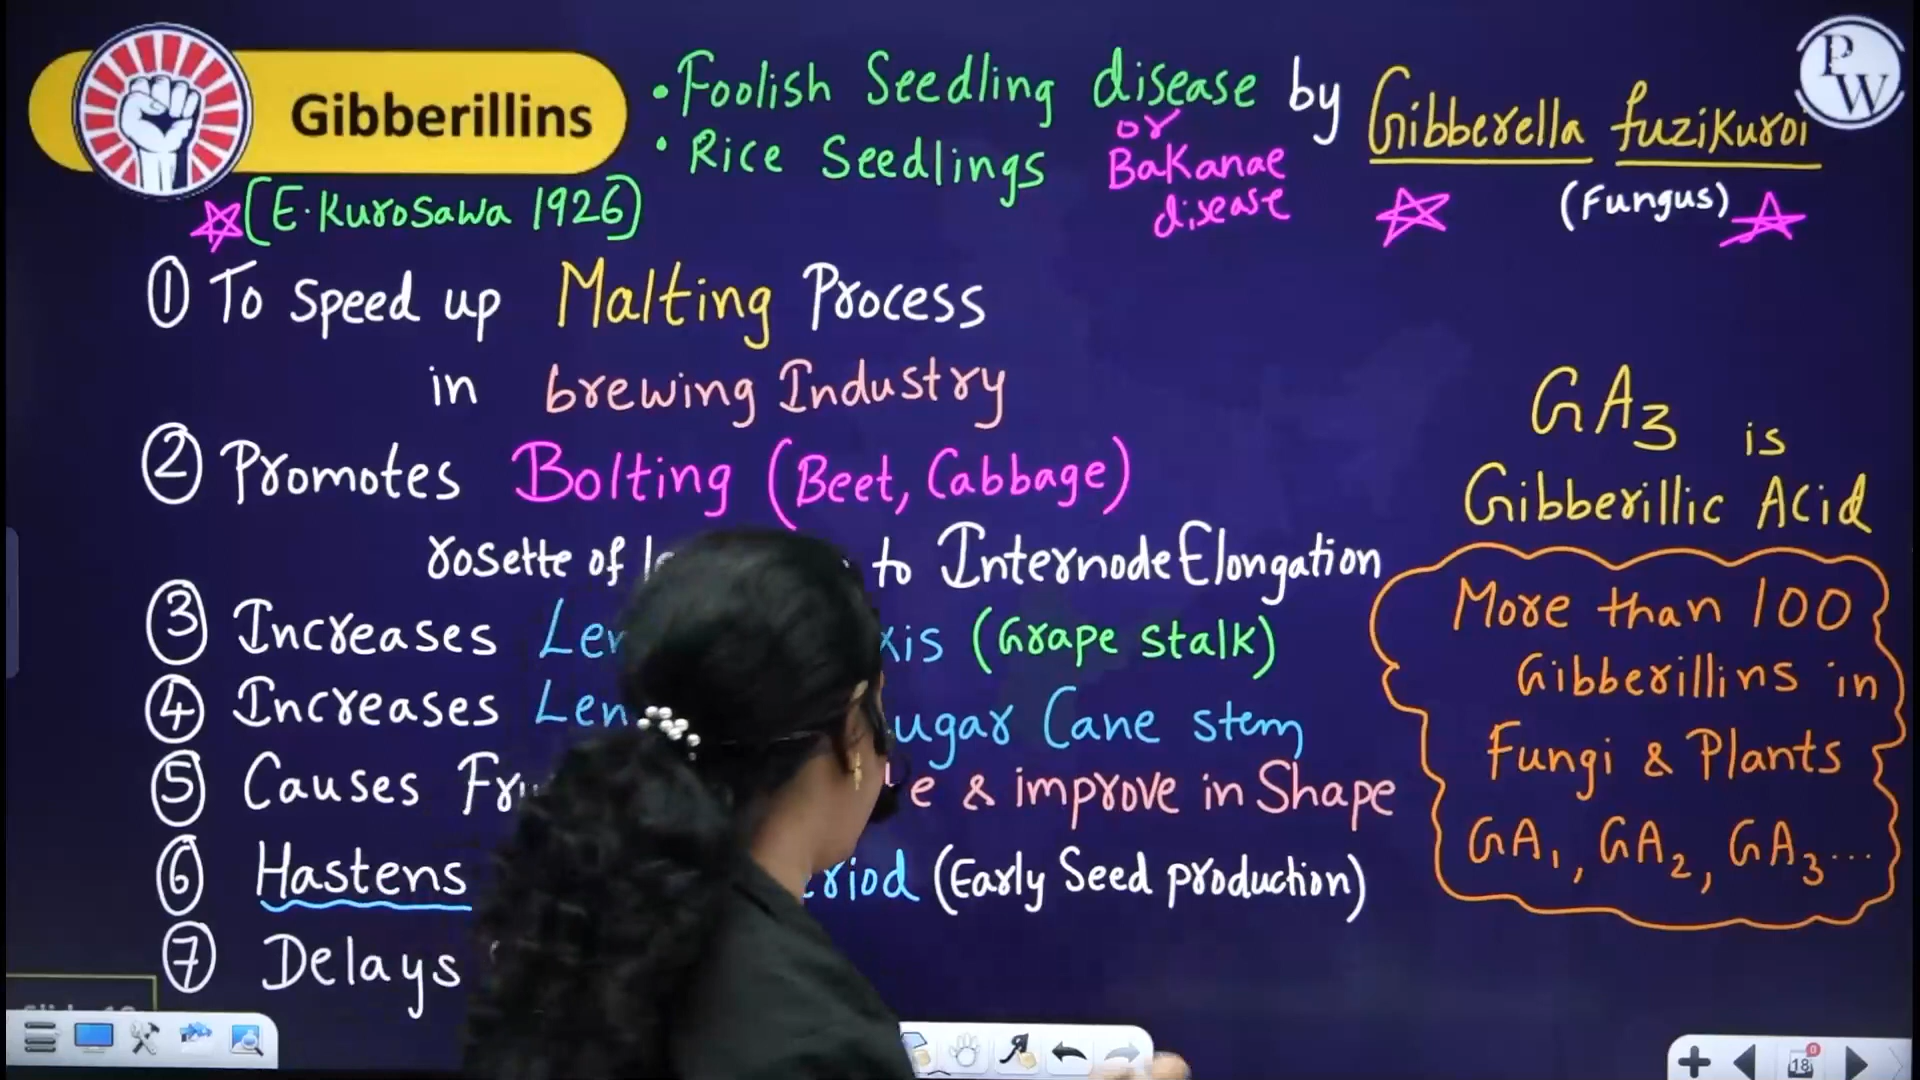 Gibberillins
• Foolish Seedling disease by Gibberella fuzikuroi
or
• Rice Seedlings BaKanae
disease
(Fungus)
PW
(E. Kurosawa 1926)
① To speed up Malting Process
in brewing Industry
② Promotes Bolting (Beet, Cabbage)
rosette of to Internode Elongation
③ Increases (Grape stalk)
④ Increases Cane stem
⑤ Causes & improve in Shape
⑥ Hastens (Early Seed production)
⑦ Delays
GA3 is
Gibberillic Acid
More than 100
Gibberillins in
Fungi & Plants
GA1, GA2, GA3...
18